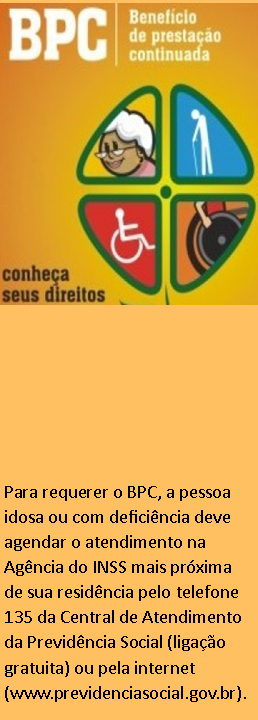 BPC
Benefício
de prestação
continuada
conheça
seus direitos
Para requerer o BPC, a pessoa
idosa ou com deficiência deve
agendar o atendimento na
Agência do INSS mais próxima
de sua residência pelo telefone
135 da Central de Atendimento
da Previdência Social (ligação
gratuita) ou pela internet
(www.previdenciasocial.gov.br).